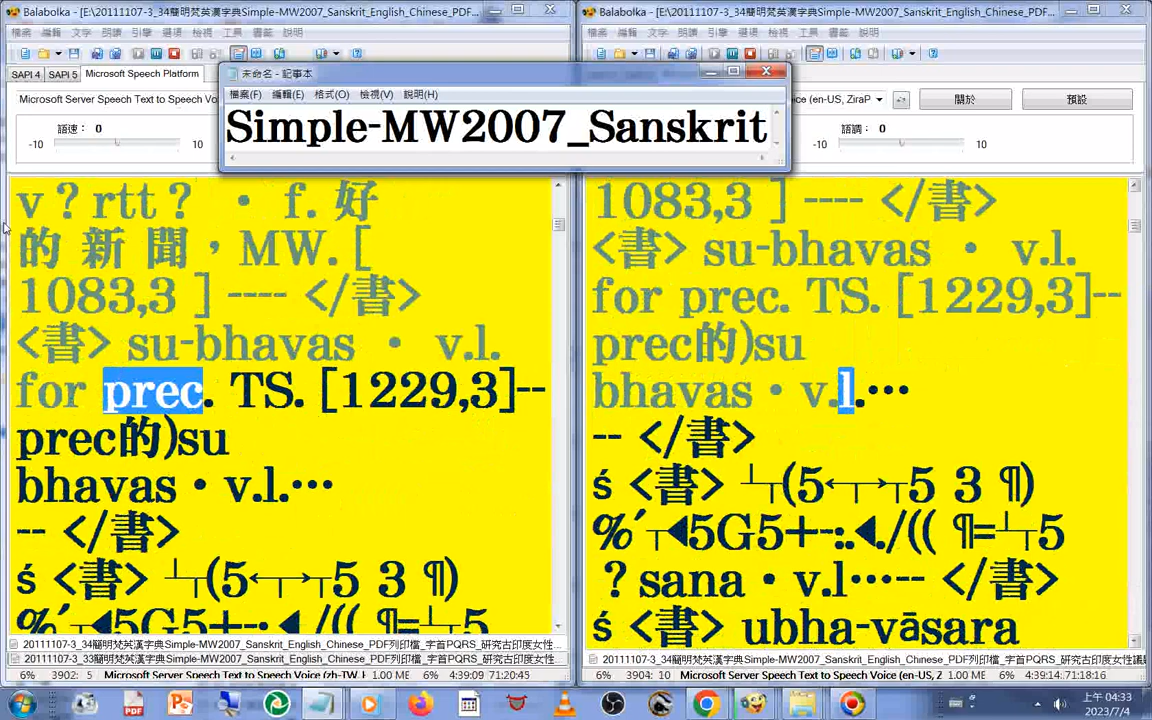 Balabolka - [E:\20111107-3_34簡明梵英漢字典Simple-MW2007_Sanskrit_English_Chinese_PDF...
檔案 編輯 文字 朗讀 引擎 選項 檢視 工具 書籤 說明
SAPI 4 SAPI 5 Microsoft Speech Platform
Microsoft Server Speech Text to Speech Vo
語速： 0
-10 10
v？rtt？ ‧ f. 好
的 新 聞，MW. [
1083,3 ] ---- </書>
<書> su-bhavas ‧ v.l.
for prec. TS. [1229,3]--
prec的)su
bhavas‧v.l.…
-- </書>
ś <書> ┴┬(5←┬→┬5 3 ¶)
%´┬◀5G5+-:.◀./(( ¶=┴┬5
20111107-3_34簡明梵英漢字典Simple-MW2007_Sanskrit_English_Chinese_PDF列印檔_字首PQRS_研究古印度女性...
20111107-3_33簡明梵英漢字典Simple-MW2007_Sanskrit_English_Chinese_PDF列印檔_字首PQRS_研究古印度女性...
6% 3902: 5 Microsoft Server Speech Text to Speech Voice (zh-TW, 1.00 ME 6% 4:39:09 71:20:45
未命名 - 記事本
檔案(F) 編輯(E) 格式(O) 檢視(V) 說明(H)
Simple-MW2007_Sanskrit
Balabolka - [E:\20111107-3_34簡明梵英漢字典Simple-MW2007_Sanskrit_English_Chinese_PDF...
檔案 編輯 文字 朗讀 引擎 選項 檢視 工具 書籤 說明
ice (en-US, ZiraP 關於 預設
語調： 0
-10 10
1083,3 ] ---- </書>
<書> su-bhavas ‧ v.l.
for prec. TS. [1229,3]--
prec的)su
bhavas‧v.l.…
-- </書>
ś <書> ┴┬(5←┬→┬5 3 ¶)
%´┬◀5G5+-:.◀./(( ¶=┴┬5
？sana‧v.l…-- </書>
ś <書> ubha-vāsara
20111107-3_34簡明梵英漢字典Simple-MW2007_Sanskrit_English_Chinese_PDF列印檔_字首PQRS_研究古印度女性議
6% 3904: 10 Microsoft Server Speech Text to Speech Voice (en-US, Z 1.00 ME 6% 4:39:14 71:18:16
上午 04:33
2023/7/4